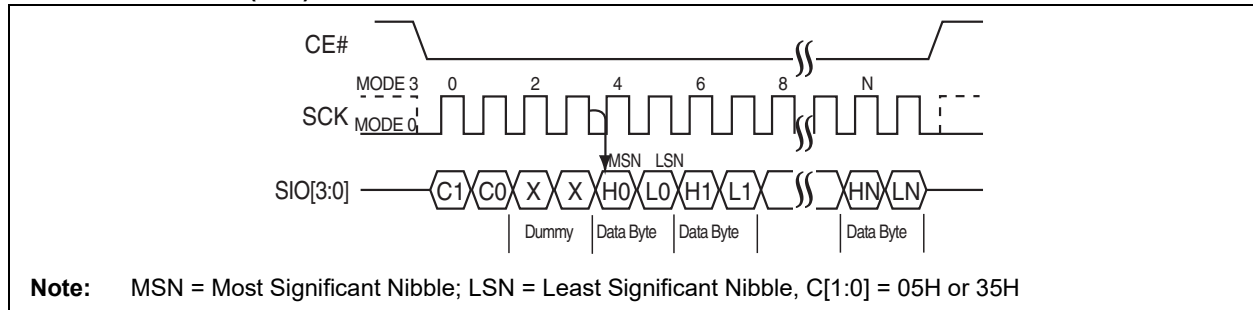 CE#
MODE 3 0 2 4 6 8 N
SCK
MODE 0
MSN LSN
SIO[3:0] C1 C0 X X H0 L0 H1 L1 HN LN
Dummy Data Byte Data Byte Data Byte
Note: MSN = Most Significant Nibble; LSN = Least Significant Nibble, C[1:0] = 05H or 35H